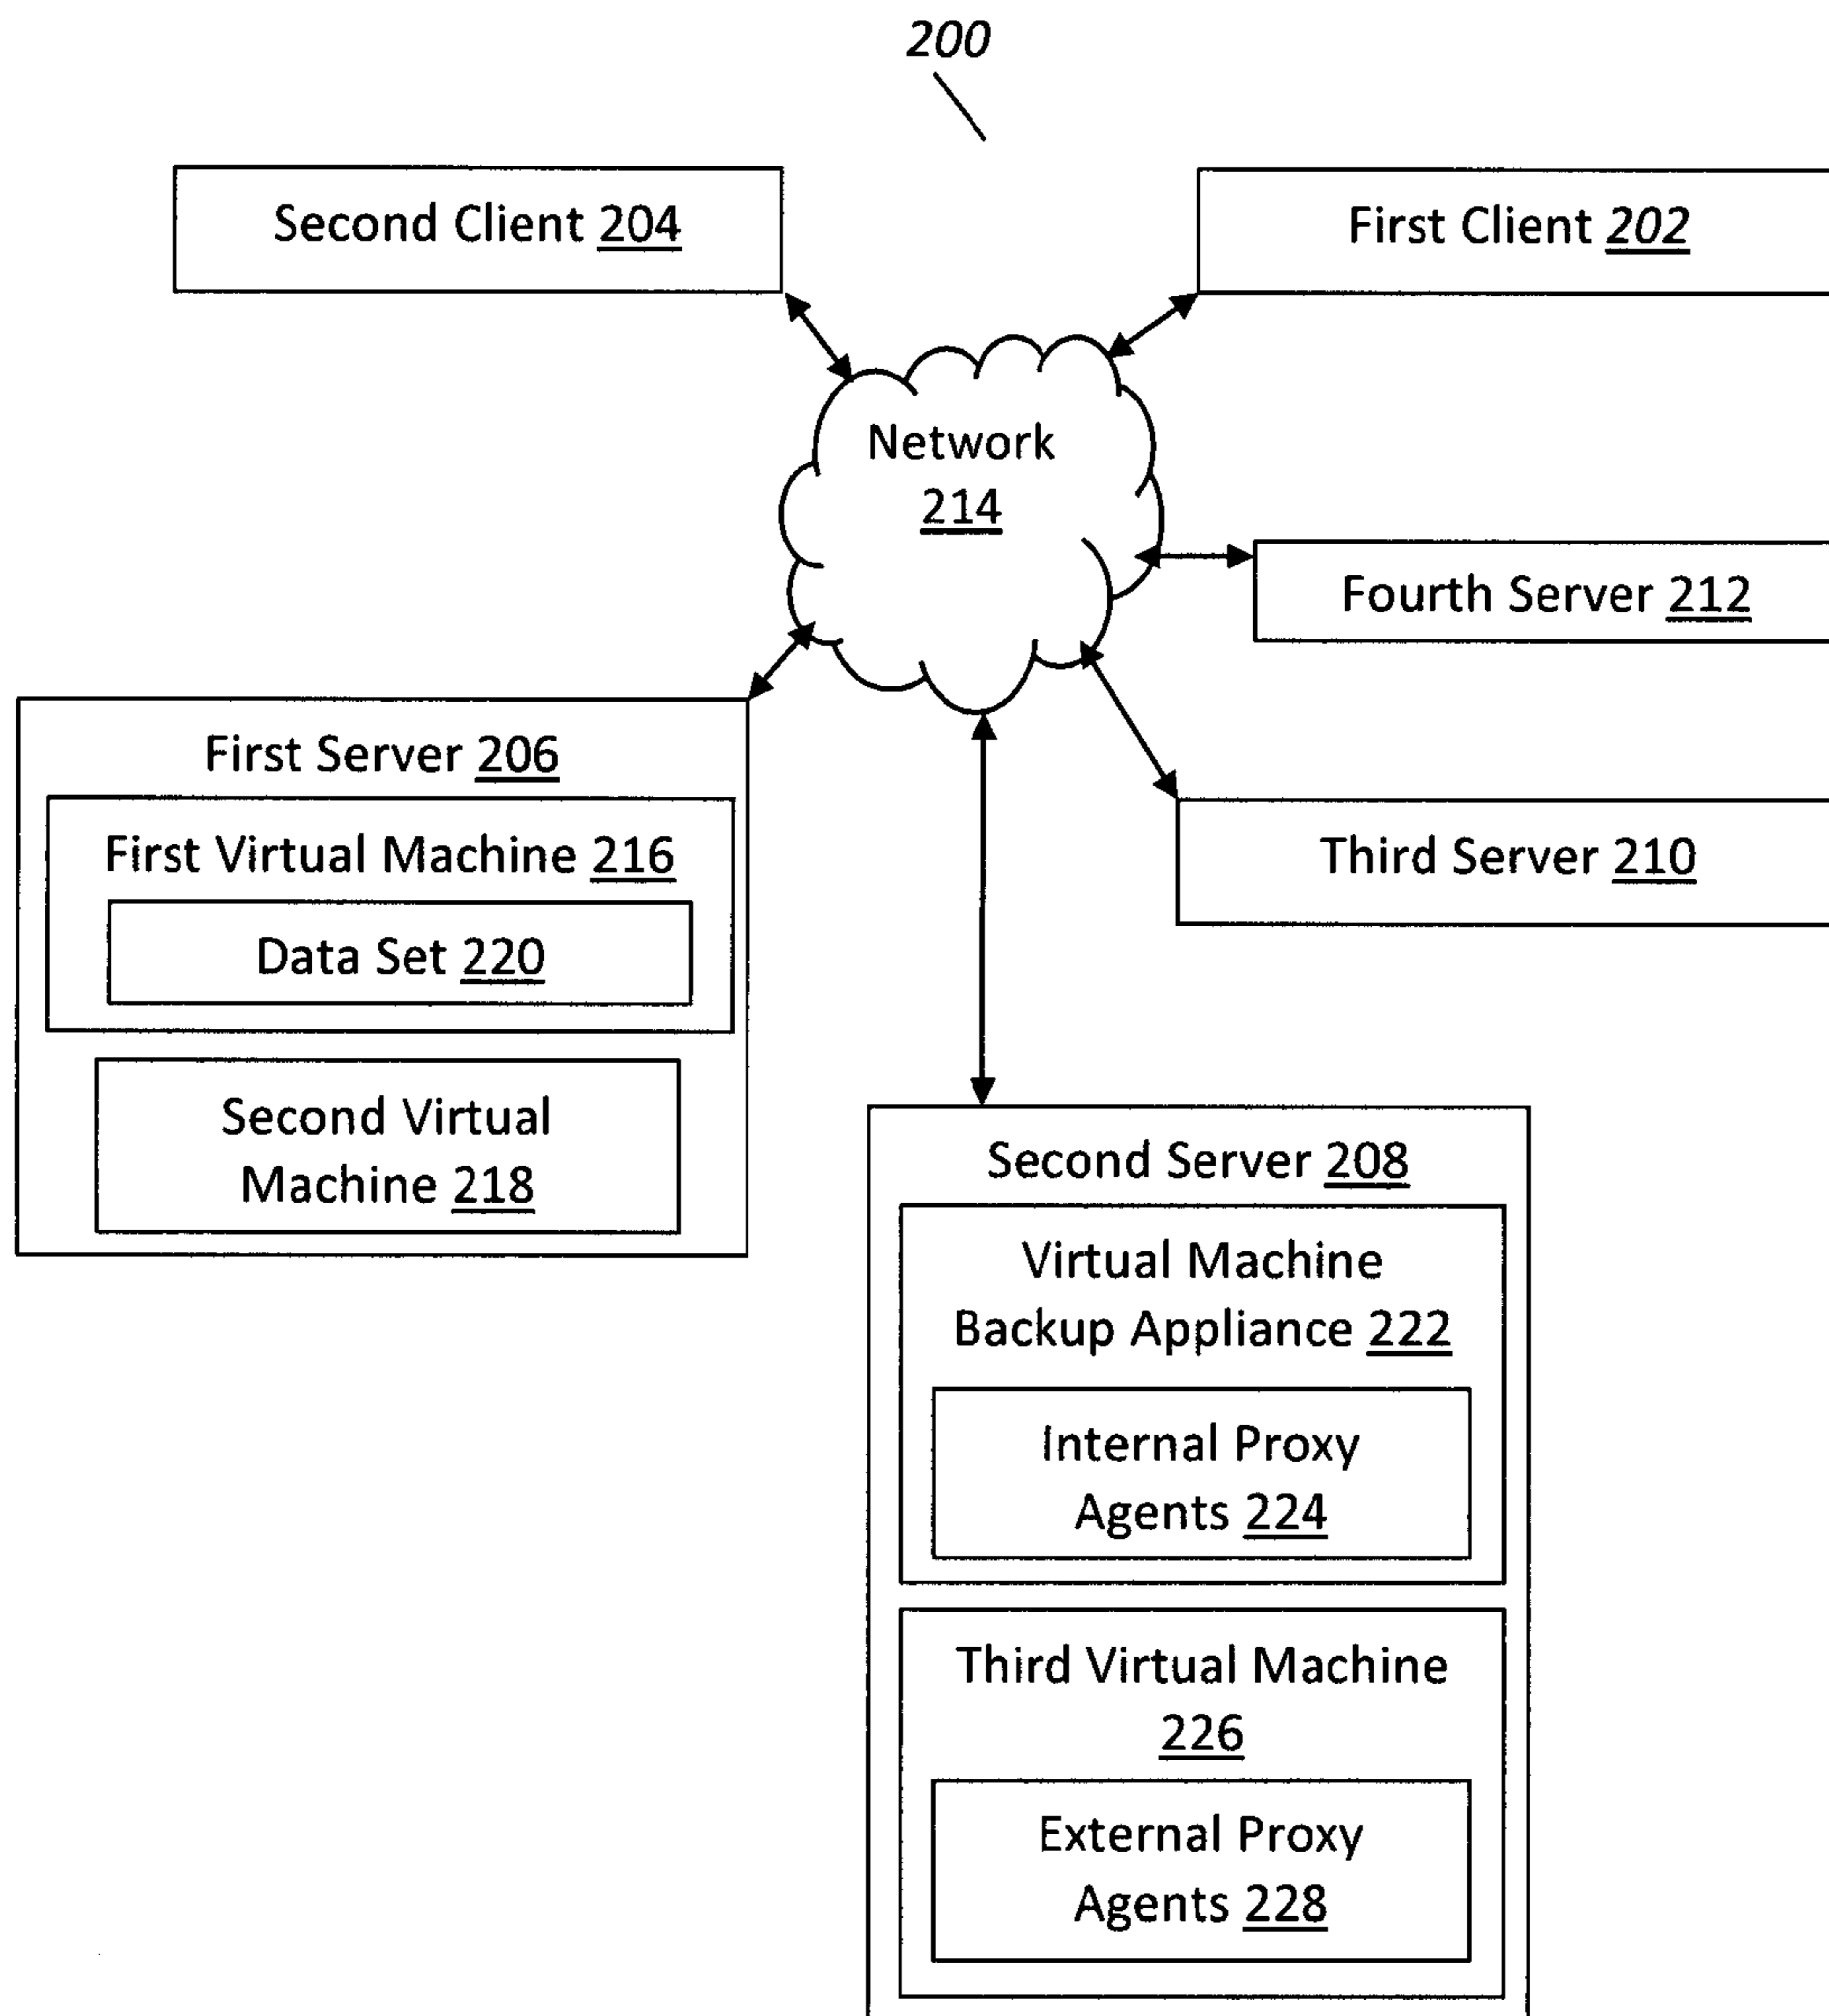 200
Second Client 204
First Client 202
Network
214
Fourth Server 212
First Server 206
First Virtual Machine 216
Data Set 220
Second Virtual
Machine 218
Third Server 210
Second Server 208
Virtual Machine
Backup Appliance 222
Internal Proxy
Agents 224
Third Virtual Machine
226
External Proxy
Agents 228